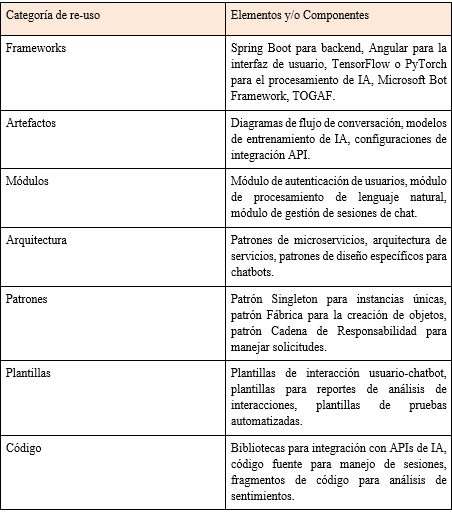 Categoría de re-uso
Elementos y/o Componentes
Frameworks
Spring Boot para backend, Angular para la
interfaz de usuario, TensorFlow o PyTorch
para el procesamiento de IA, Microsoft Bot
Framework, TOGAF.
Artefactos
Diagramas de flujo de conversación, modelos
de entrenamiento de IA, configuraciones de
integración API.
Módulos
Módulo de autenticación de usuarios, módulo
de procesamiento de lenguaje natural,
módulo de gestión de sesiones de chat.
Arquitectura
Patrones de microservicios, arquitectura de
servicios, patrones de diseño específicos para
chatbots.
Patrones
Patrón Singleton para instancias únicas,
patrón Fábrica para la creación de objetos,
patrón Cadena de Responsabilidad para
manejar solicitudes.
Plantillas
Plantillas de interacción usuario-chatbot,
plantillas para reportes de análisis de
interacciones, plantillas de pruebas
automatizadas.
Código
Bibliotecas para integración con APIs de IA,
código fuente para manejo de sesiones,
fragmentos de código para análisis de
sentimientos.